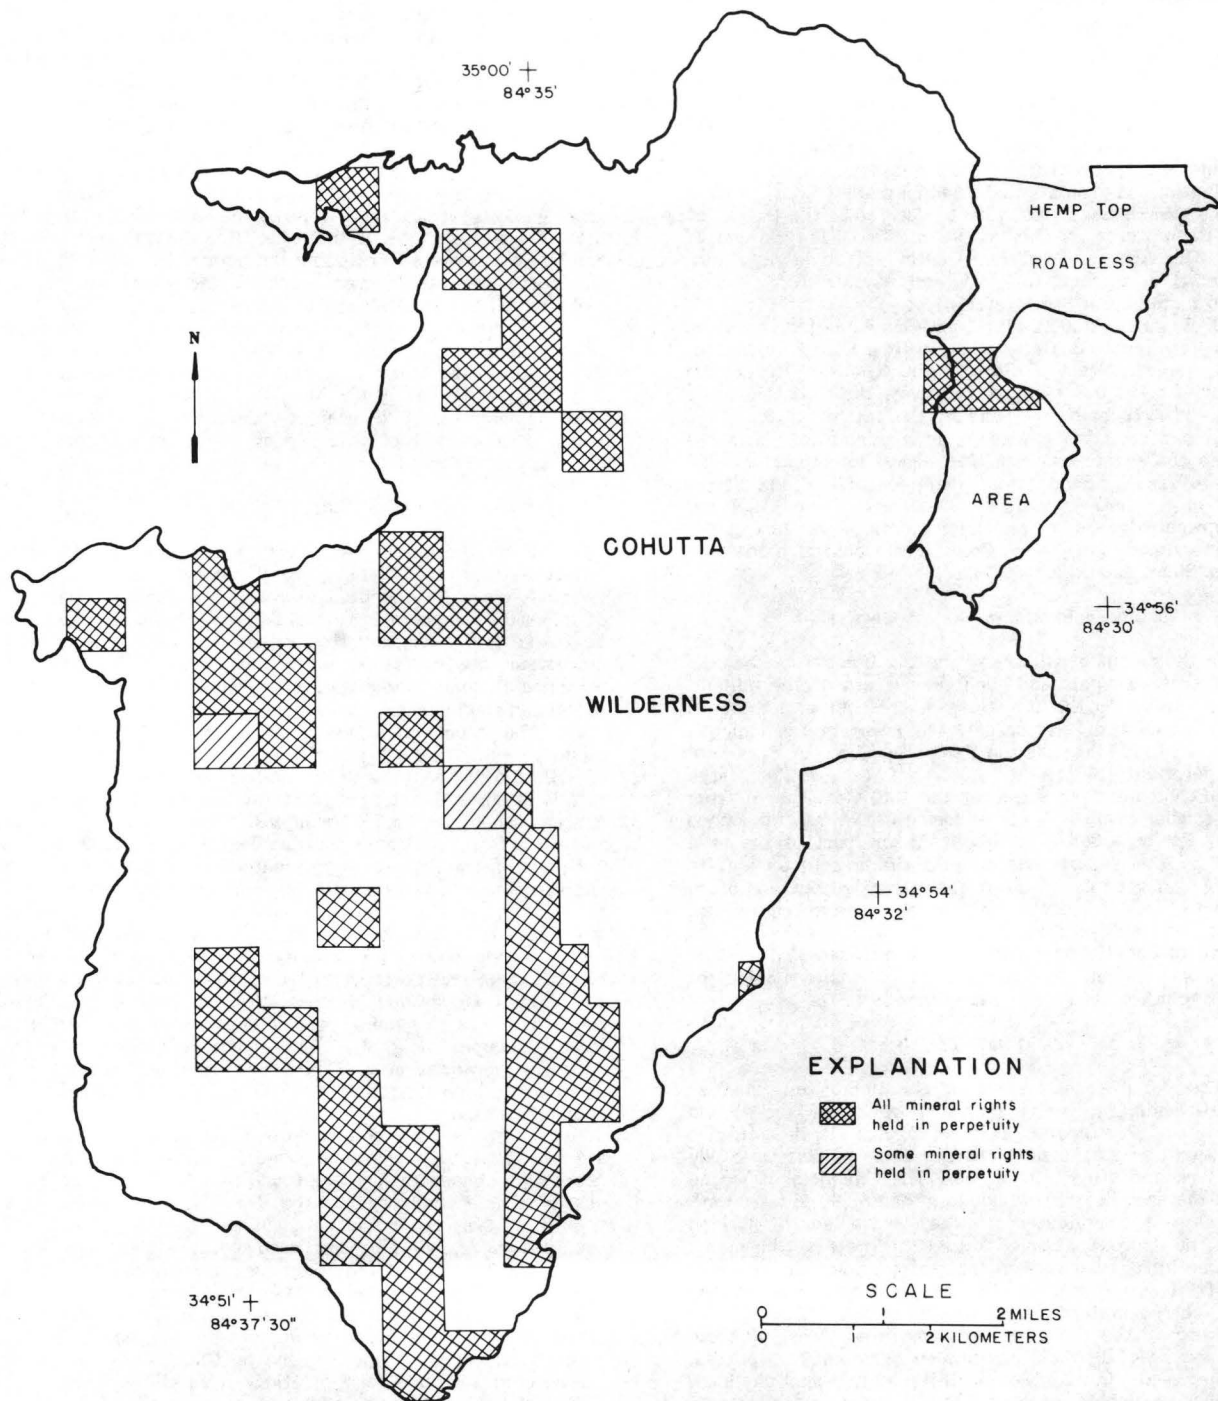 35°00'
84°35'
HEMP TOP
ROADLESS
N
AREA
COHUTTA
34°56'
84°30'
WILDERNESS
34°54'
84°32'
EXPLANATION
All mineral rights
held in perpetuity
Some mineral rights
held in perpetuity
34°51'
84°37'30"
SCALE
0 1 2 MILES
0 1 2 KILOMETERS